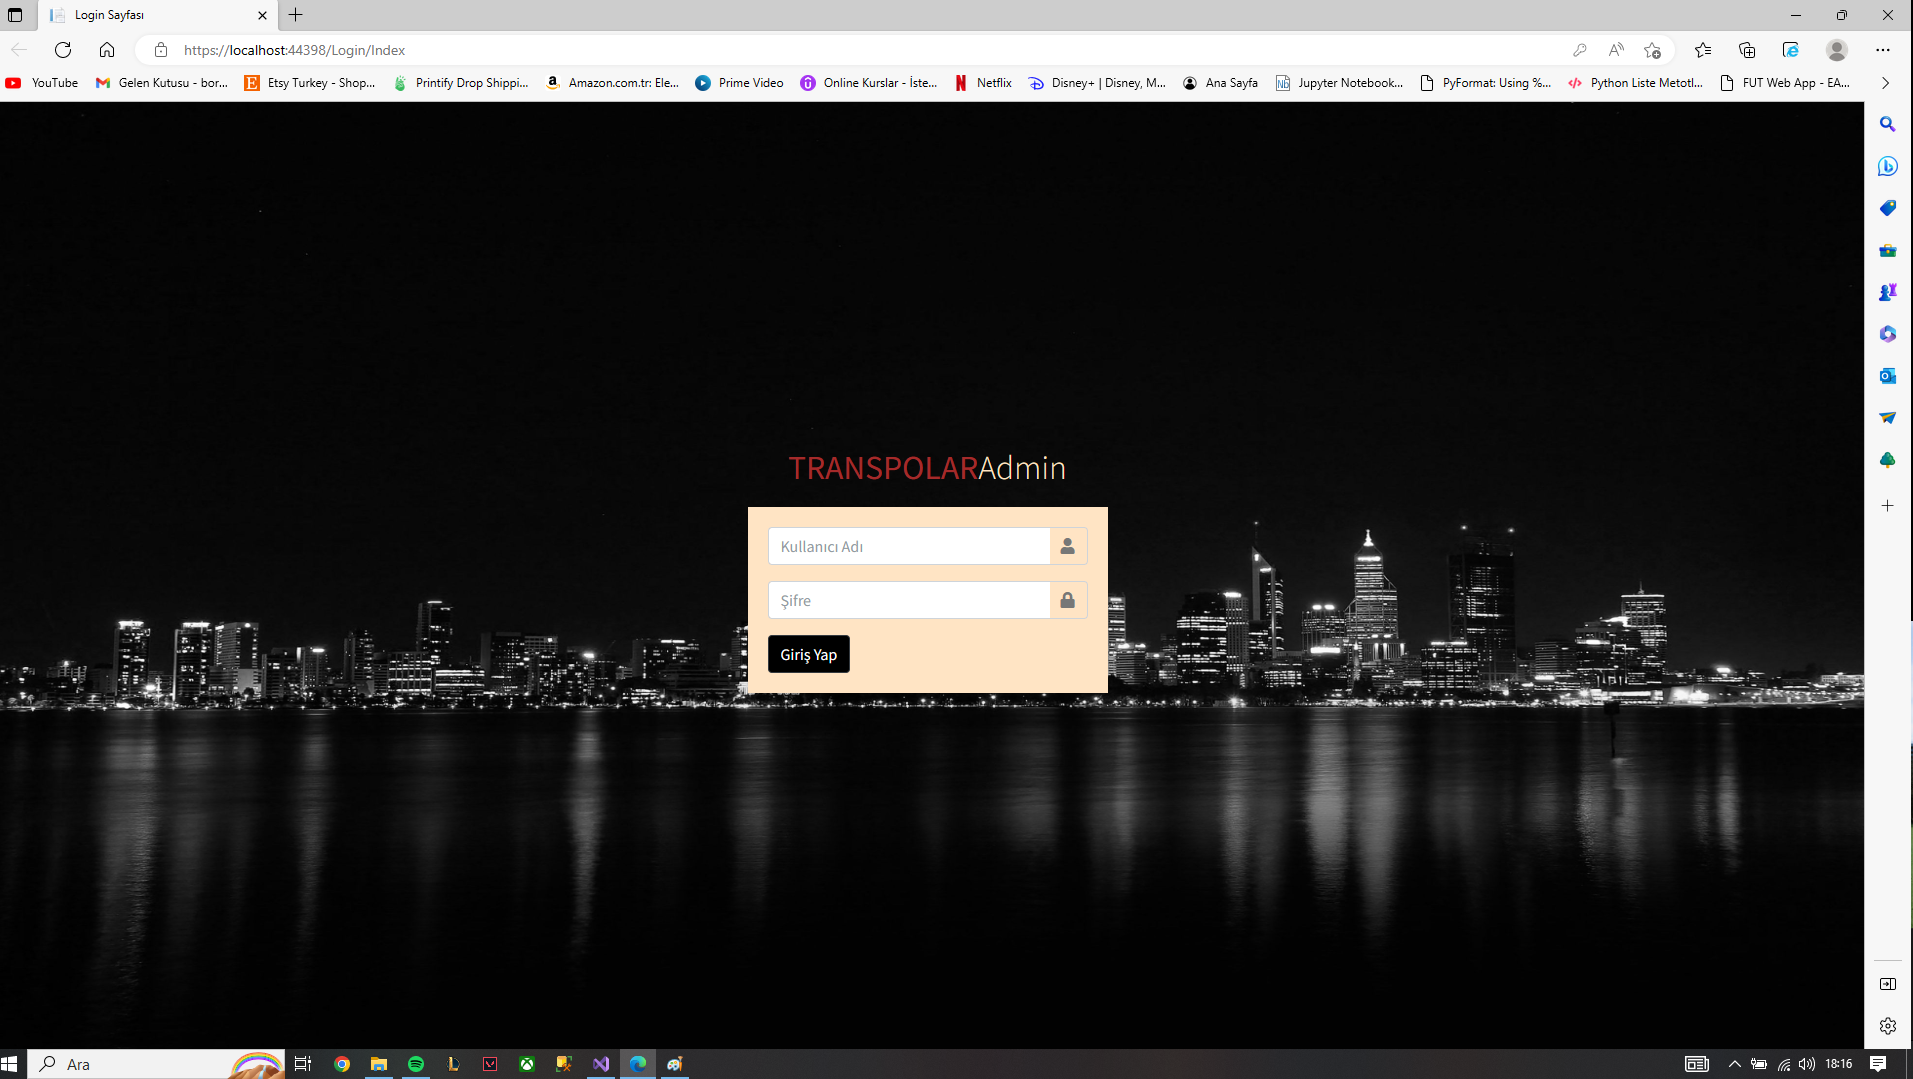 Login Sayfası
https://localhost:44398/Login/Index
YouTube
Gelen Kutusu - bor...
Etsy Turkey - Shop...
Printify Drop Shippi...
Amazon.com.tr: Ele...
Prime Video
Online Kurslar - İste...
Netflix
Disney+ | Disney, M...
Ana Sayfa
Jupyter Notebook...
PyFormat: Using %...
Python Liste Metotl...
FUT Web App - EA...
TRANSPOLARAdmin
Kullanıcı Adı
Şifre
Giriş Yap
Ara
18:16